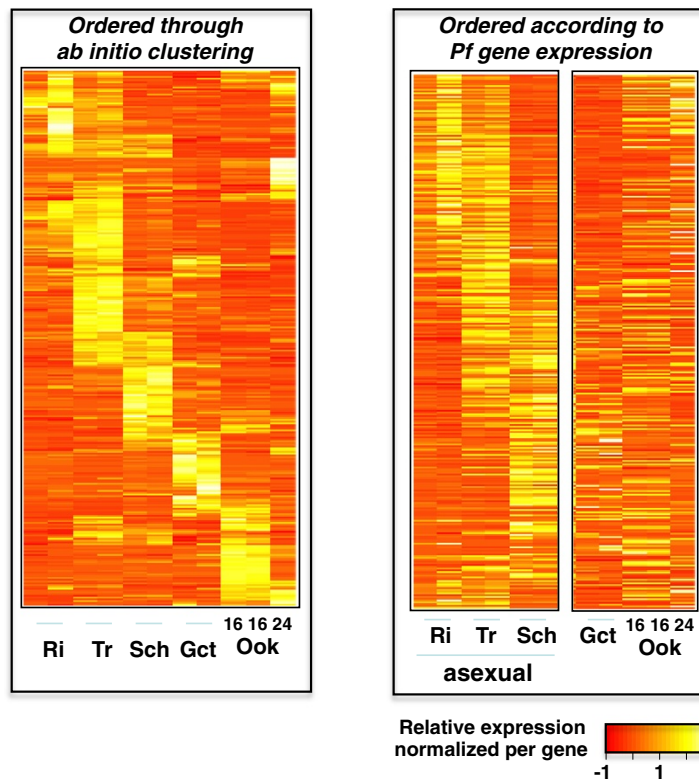 Ordered through
ab initio clustering
Ri Tr Sch Gct 16 16 24
Ook
Ordered according to
Pf gene expression
Ri Tr Sch Gct 16 16 24
Ook
asexual
Relative expression
normalized per gene
-1 1